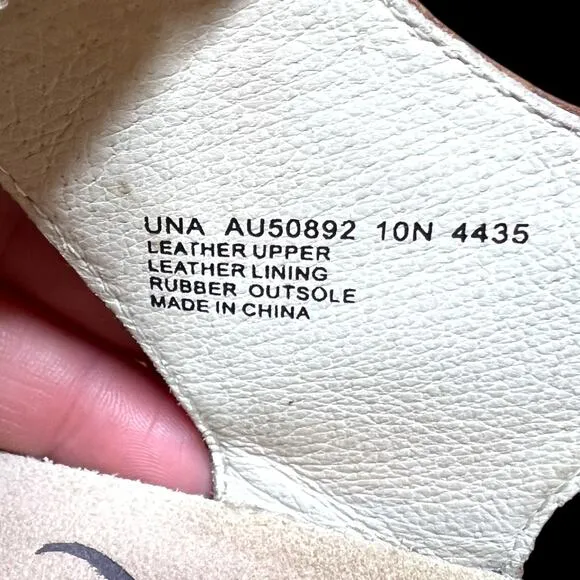 UNA AU50892 10N 4435
LEATHER UPPER
LEATHER LINING
RUBBER OUTSOLE
MADE IN CHINA